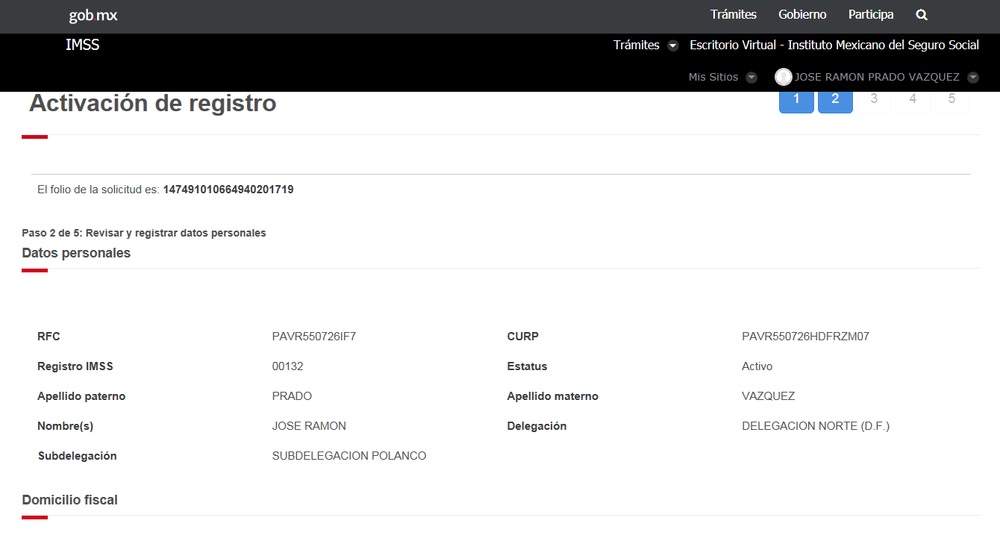 gob.mx Trámites Gobierno Participa
IMSS Trámites Escritorio Virtual - Instituto Mexicano del Seguro Social
Mis Sitios JOSE RAMON PRADO VAZQUEZ
Activación de registro 1 2 3 4 5
El folio de la solicitud es: 147491010664940201719
Paso 2 de 5: Revisar y registrar datos personales
Datos personales
RFC PAVR550726IF7 CURP PAVR550726HDFRZM07
Registro IMSS 00132 Estatus Activo
Apellido paterno PRADO Apellido materno VAZQUEZ
Nombre(s) JOSE RAMON Delegación DELEGACION NORTE (D.F.)
Subdelegación SUBDELEGACION POLANCO
Domicilio fiscal